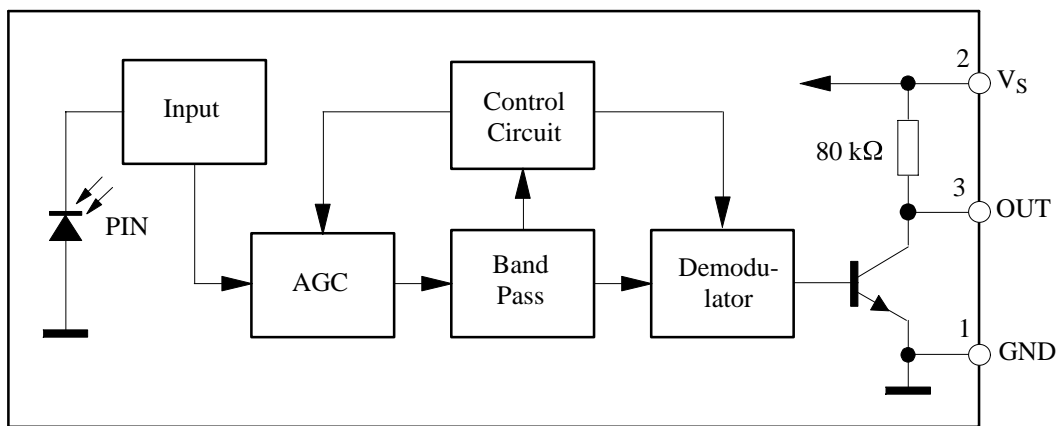 Input
Control
Circuit
2
V_S
80 kΩ
3
OUT
PIN
AGC
Band
Pass
Demodu-
lator
1
GND